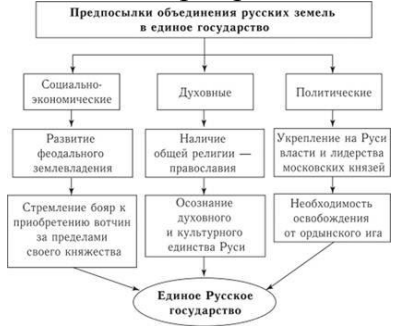 Предпосылки объединения русских земель
в единое государство
Социально-
экономические
Духовные
Политические
Развитие
феодального
землевладения
Наличие
общей религии —
православия
Укрепление на Руси
власти и лидерства
московских князей
Стремление бояр к
приобретению вотчин
за пределами
своего княжества
Осознание
духовного
и культурного
единства Руси
Необходимость
освобождения
от ордынского ига
Единое Русское
государство